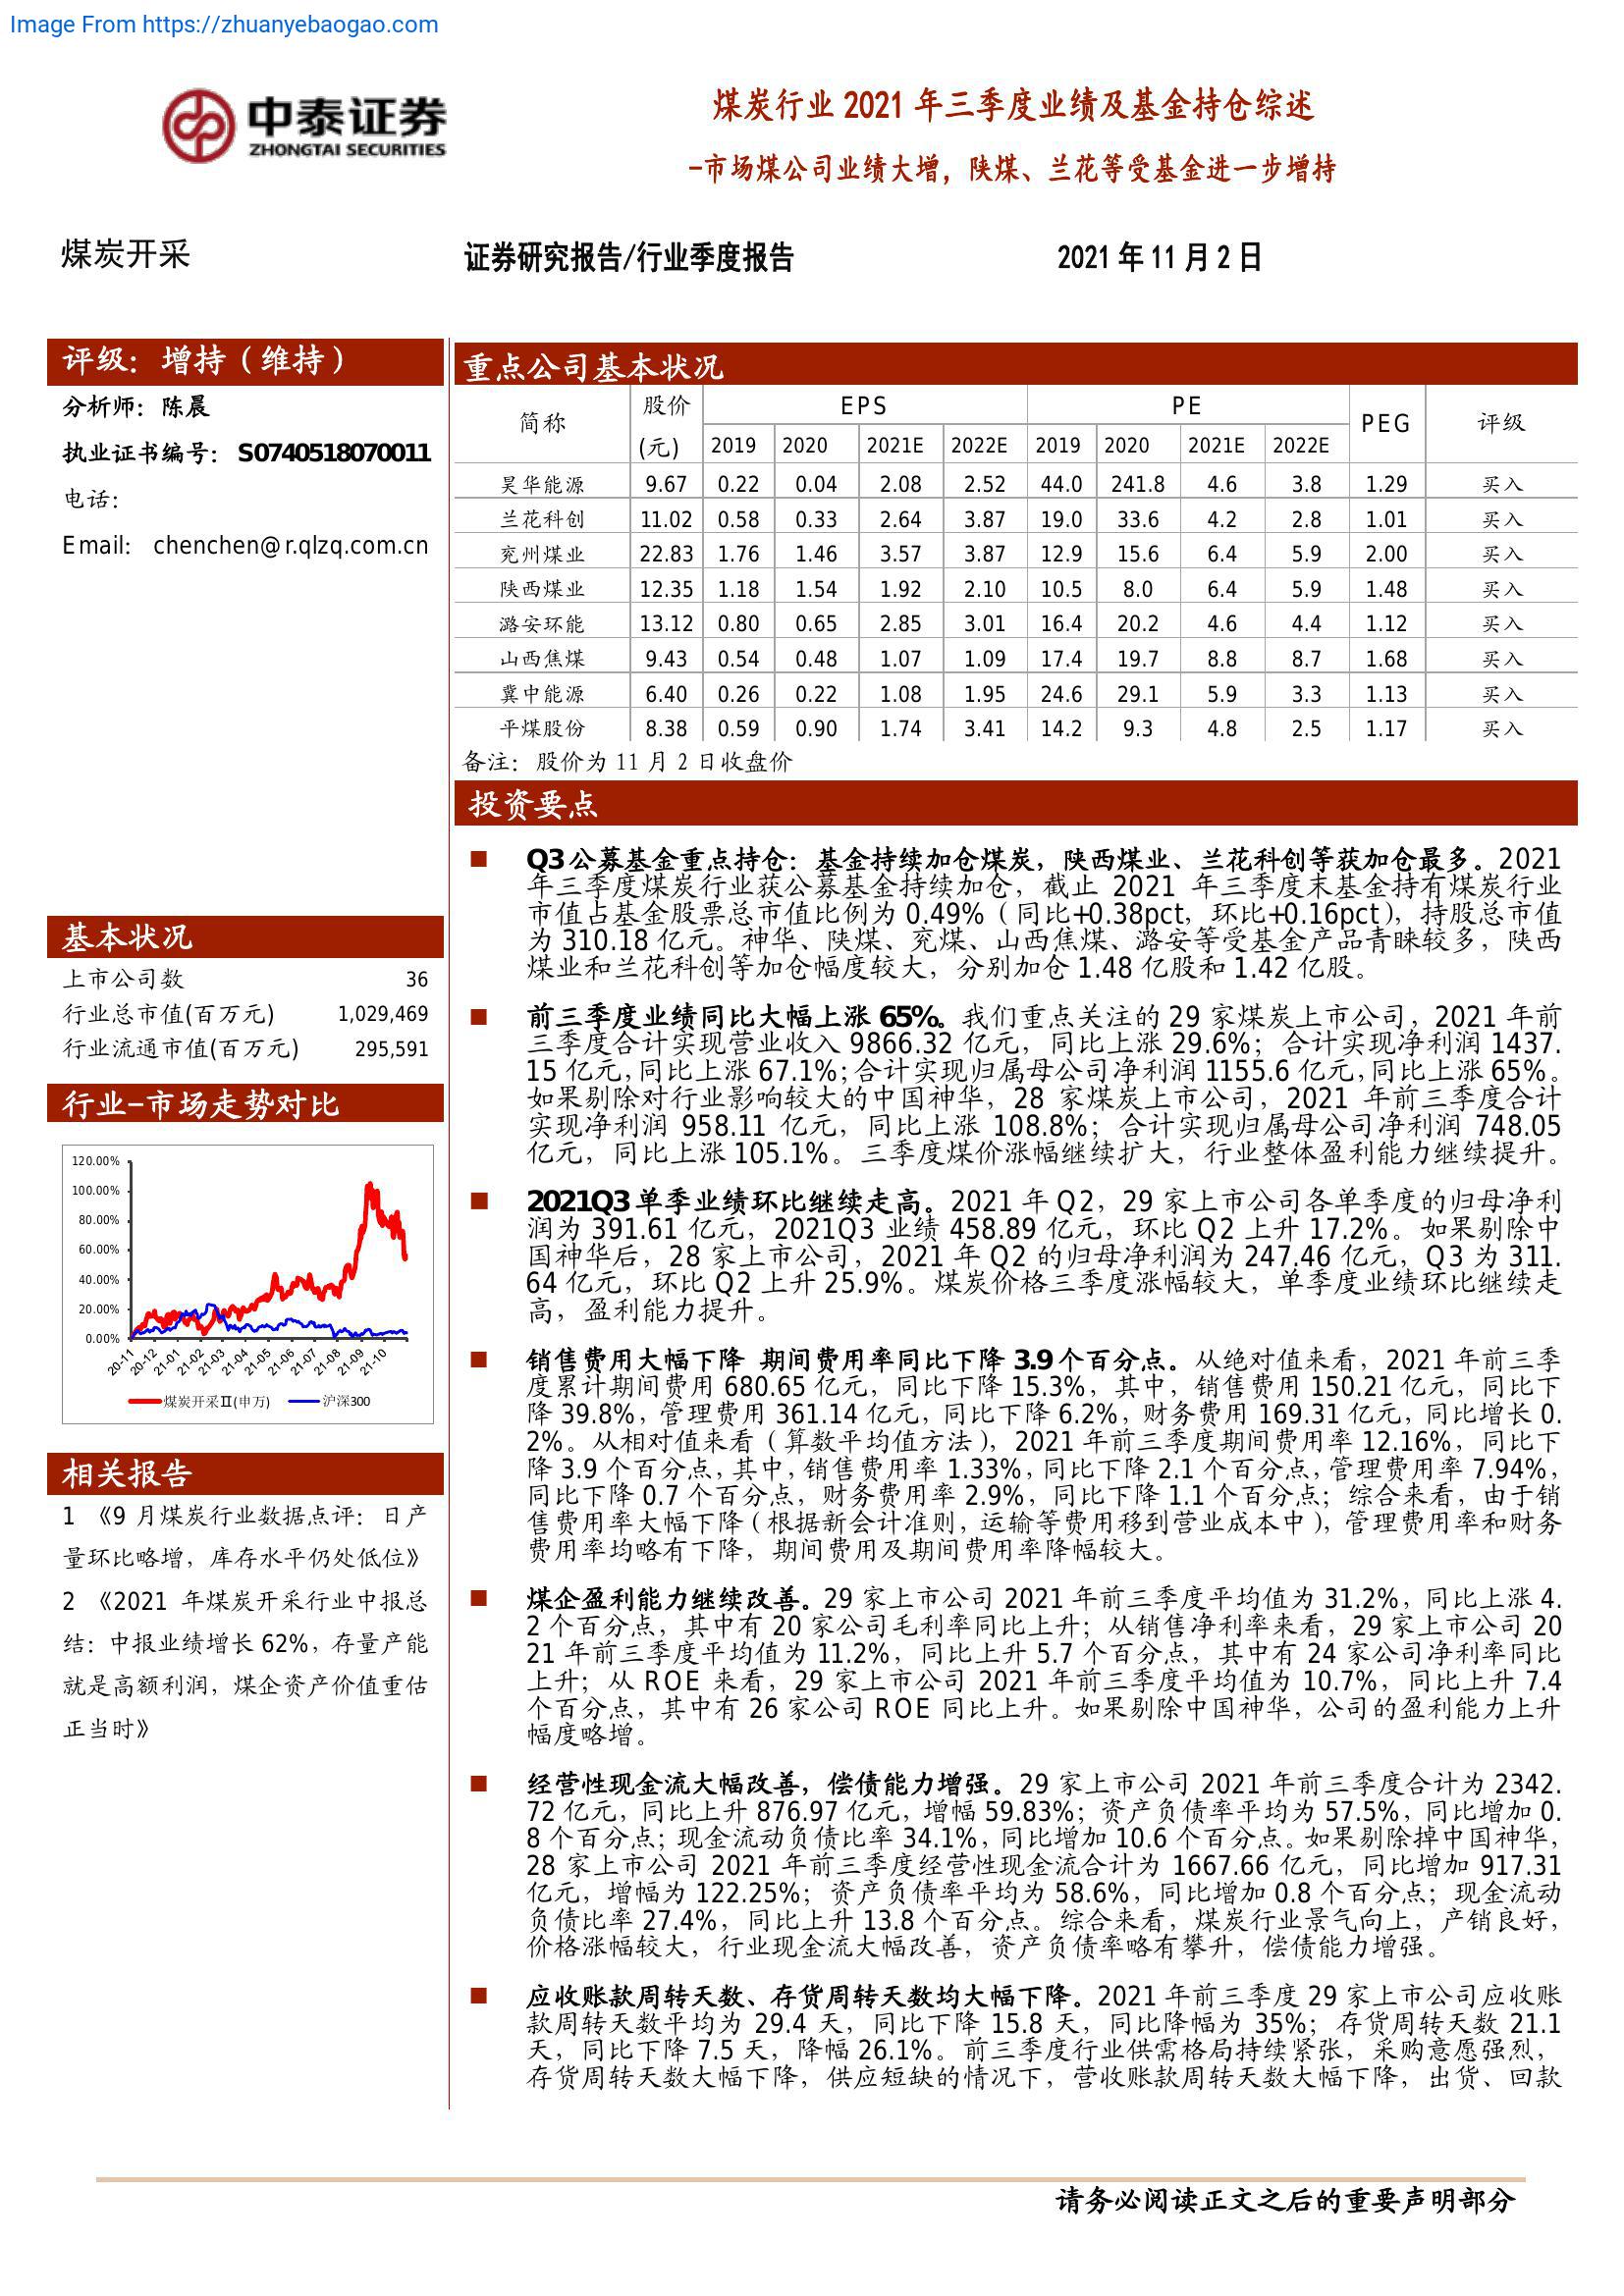 Image From https://zhuanyebaogao.com
中泰证券
ZHONGTAI SECURITIES
煤炭行业 2021 年三季度业绩及基金持仓综述
-市场煤公司业绩大增，陕煤、兰花等受基金进一步增持
煤炭开采
证券研究报告/行业季度报告
2021 年 11 月 2 日
评级：增持（维持）
分析师：陈晨
执业证书编号：S0740518070011
电话：
Email： chenchen@r.qlzq.com.cn
基本状况
上市公司数 36
行业总市值(百万元) 1,029,469
行业流通市值(百万元) 295,591
行业-市场走势对比
120.00%
100.00%
80.00%
60.00%
40.00%
20.00%
0.00%
20-11 20-12 21-01 21-02 21-03 21-04 21-05 21-06 21-07 21-08 21-09 21-10
煤炭开采Ⅱ(申万) 沪深300
相关报告
1 《9 月煤炭行业数据点评：日产
量环比略增，库存水平仍处低位》
2 《2021 年煤炭开采行业中报总
结：中报业绩增长 62%，存量产能
就是高额利润，煤企资产价值重估
正当时》
重点公司基本状况
简称 股价 EPS PE PEG 评级
(元) 2019 2020 2021E 2022E 2019 2020 2021E 2022E
昊华能源 9.67 0.22 0.04 2.08 2.52 44.0 241.8 4.6 3.8 1.29 买入
兰花科创 11.02 0.58 0.33 2.64 3.87 19.0 33.6 4.2 2.8 1.01 买入
兖州煤业 22.83 1.76 1.46 3.57 3.87 12.9 15.6 6.4 5.9 2.00 买入
陕西煤业 12.35 1.18 1.54 1.92 2.10 10.5 8.0 6.4 5.9 1.48 买入
潞安环能 13.12 0.80 0.65 2.85 3.01 16.4 20.2 4.6 4.4 1.12 买入
山西焦煤 9.43 0.54 0.48 1.07 1.09 17.4 19.7 8.8 8.7 1.68 买入
冀中能源 6.40 0.26 0.22 1.08 1.95 24.6 29.1 5.9 3.3 1.13 买入
平煤股份 8.38 0.59 0.90 1.74 3.41 14.2 9.3 4.8 2.5 1.17 买入
备注：股价为 11 月 2 日收盘价
投资要点
■ Q3 公募基金重点持仓：基金持续加仓煤炭，陕西煤业、兰花科创等获加仓最多。2021
年三季度煤炭行业获公募基金持续加仓，截止 2021 年三季度末基金持有煤炭行业
市值占基金股票总市值比例为 0.49%（同比+0.38pct，环比+0.16pct），持股总市值
为 310.18 亿元。神华、陕煤、兖煤、山西焦煤、潞安等受基金产品青睐较多，陕西
煤业和兰花科创等加仓幅度较大，分别加仓 1.48 亿股和 1.42 亿股。
■ 前三季度业绩同比大幅上涨 65%。我们重点关注的 29 家煤炭上市公司，2021 年前
三季度合计实现营业收入 9866.32 亿元，同比上涨 29.6%；合计实现净利润 1437.
15 亿元，同比上涨 67.1%；合计实现归属母公司净利润 1155.6 亿元，同比上涨 65%。
如果剔除对行业影响较大的中国神华，28 家煤炭上市公司，2021 年前三季度合计
实现净利润 958.11 亿元，同比上涨 108.8%；合计实现归属母公司净利润 748.05
亿元，同比上涨 105.1%。三季度煤价涨幅继续扩大，行业整体盈利能力继续提升。
■ 2021Q3 单季业绩环比继续走高。2021 年 Q2，29 家上市公司各单季度的归母净利
润为 391.61 亿元，2021Q3 业绩 458.89 亿元，环比 Q2 上升 17.2%。如果剔除中
国神华后，28 家上市公司，2021 年 Q2 的归母净利润为 247.46 亿元，Q3 为 311.
64 亿元，环比 Q2 上升 25.9%。煤炭价格三季度涨幅较大，单季度业绩环比继续走
高，盈利能力提升。
■ 销售费用大幅下降 期间费用率同比下降 3.9 个百分点。从绝对值来看，2021 年前三季
度累计期间费用 680.65 亿元，同比下降 15.3%，其中，销售费用 150.21 亿元，同比下
降 39.8%，管理费用 361.14 亿元，同比下降 6.2%，财务费用 169.31 亿元，同比增长 0.
2%。从相对值来看（算数平均值方法），2021 年前三季度期间费用率 12.16%，同比下
降 3.9 个百分点，其中，销售费用率 1.33%，同比下降 2.1 个百分点，管理费用率 7.94%，
同比下降 0.7 个百分点，财务费用率 2.9%，同比下降 1.1 个百分点；综合来看，由于销
售费用率大幅下降（根据新会计准则，运输等费用移到营业成本中），管理费用率和财务
费用率均略有下降，期间费用及期间费用率降幅较大。
■ 煤企盈利能力继续改善。29 家上市公司 2021 年前三季度平均值为 31.2%，同比上涨 4.
2 个百分点，其中有 20 家公司毛利率同比上升；从销售净利率来看，29 家上市公司 20
21 年前三季度平均值为 11.2%，同比上升 5.7 个百分点，其中有 24 家公司净利率同比
上升；从 ROE 来看，29 家上市公司 2021 年前三季度平均值为 10.7%，同比上升 7.4
个百分点，其中有 26 家公司 ROE 同比上升。如果剔除中国神华，公司的盈利能力上升
幅度略增。
■ 经营性现金流大幅改善，偿债能力增强。29 家上市公司 2021 年前三季度合计为 2342.
72 亿元，同比上升 876.97 亿元，增幅 59.83%；资产负债率平均为 57.5%，同比增加 0.
8 个百分点；现金流动负债比率 34.1%，同比增加 10.6 个百分点。如果剔除掉中国神华，
28 家上市公司 2021 年前三季度经营性现金流合计为 1667.66 亿元，同比增加 917.31
亿元，增幅为 122.25%；资产负债率平均为 58.6%，同比增加 0.8 个百分点；现金流动
负债比率 27.4%，同比上升 13.8 个百分点。综合来看，煤炭行业景气向上，产销良好，
价格涨幅较大，行业现金流大幅改善，资产负债率略有攀升，偿债能力增强。
■ 应收账款周转天数、存货周转天数均大幅下降。2021 年前三季度 29 家上市公司应收账
款周转天数平均为 29.4 天，同比下降 15.8 天，同比降幅为 35%；存货周转天数 21.1
天，同比下降 7.5 天，降幅 26.1%。前三季度行业供需格局持续紧张，采购意愿强烈，
存货周转天数大幅下降，供应短缺的情况下，营收账款周转天数大幅下降，出货、回款
请务必阅读正文之后的重要声明部分